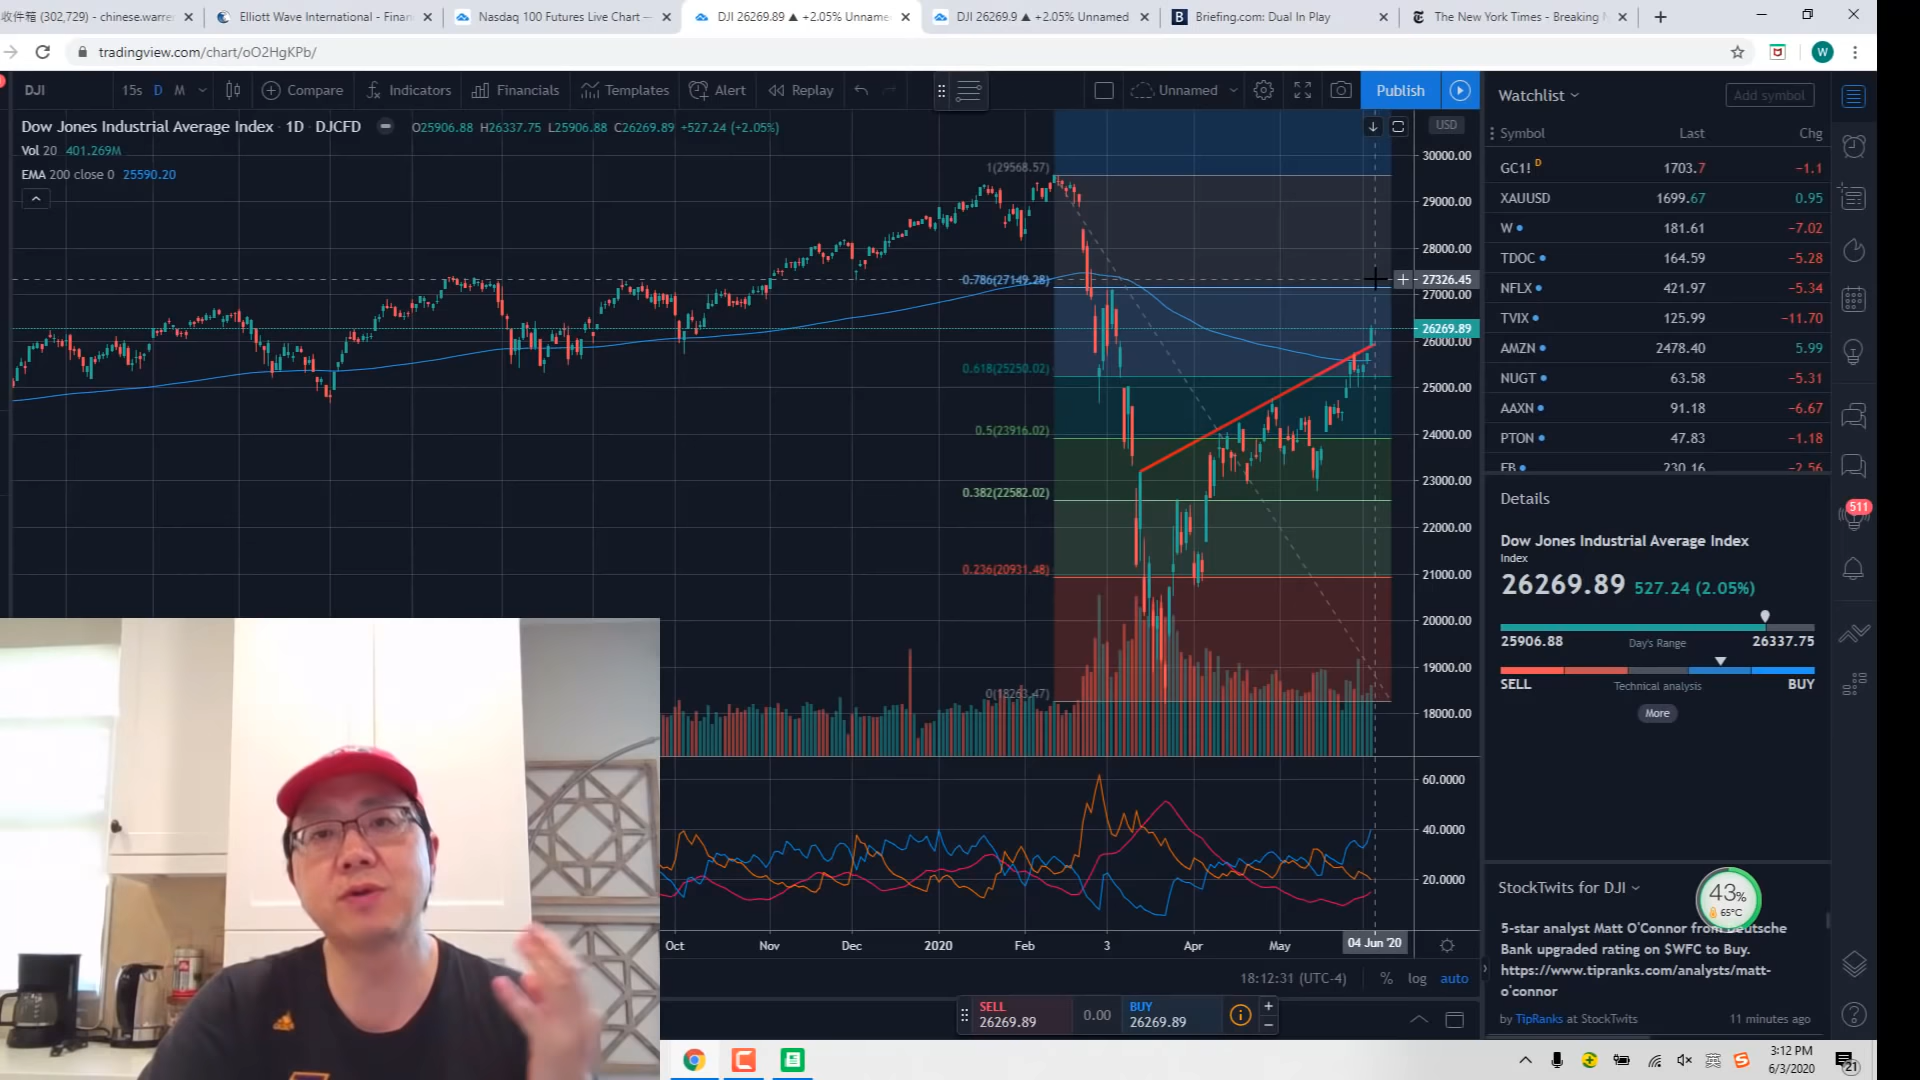 收件箱 (302,729) - chinese.warre
Elliott Wave International - Finan
Nasdaq 100 Futures Live Chart —
DJI 26269.89 ▲ +2.05% Unname
DJI 26269.9 ▲ +2.05% Unnamed
Briefing.com: Dual In Play
The New York Times - Breaking N
tradingview.com/chart/oO2HgKPb/
W
DJI
15s D M
Compare
Indicators
Financials
Templates
Alert
Replay
Unnamed
Publish
Dow Jones Industrial Average Index · 1D · DJCFD
O25906.88 H26337.75 L25906.88 C26269.89 +527.24 (+2.05%)
Vol 20 401.269M
EMA 200 close 0 25590.20
USD
1(29568.57)
0.786(27149.28)
0.618(25250.02)
0.5(23916.02)
0.382(22582.02)
0.236(20931.48)
0(18263.47)
30000.00
29000.00
28000.00
27326.45
27000.00
26269.89
26000.00
25000.00
24000.00
23000.00
22000.00
21000.00
20000.00
19000.00
18000.00
60.0000
40.0000
20.0000
Oct Nov Dec 2020 Feb 3 Apr May 04 Jun '20
18:12:31 (UTC-4) % log auto
SELL
26269.89
0.00
BUY
26269.89
Watchlist
Add symbol
Symbol Last Chg
GC1! D 1703.7 −1.1
XAUUSD 1699.67 0.95
W 181.61 −7.02
TDOC 164.59 −5.28
NFLX 421.97 −5.34
TVIX 125.99 −11.70
AMZN 2478.40 5.99
NUGT 63.58 −5.31
AAXN 91.18 −6.67
PTON 47.83 −1.18
FB 230.16 −2.56
Details
Dow Jones Industrial Average Index
Index
26269.89 527.24 (2.05%)
25906.88 Day's Range 26337.75
SELL Technical analysis BUY
More
StockTwits for DJI
43%
65°C
5-star analyst Matt O'Connor from Deutsche
Bank upgraded rating on $WFC to Buy.
https://www.tipranks.com/analysts/matt-
o'connor
by TipRanks at StockTwits 11 minutes ago
511
英
3:12 PM
6/3/2020
21